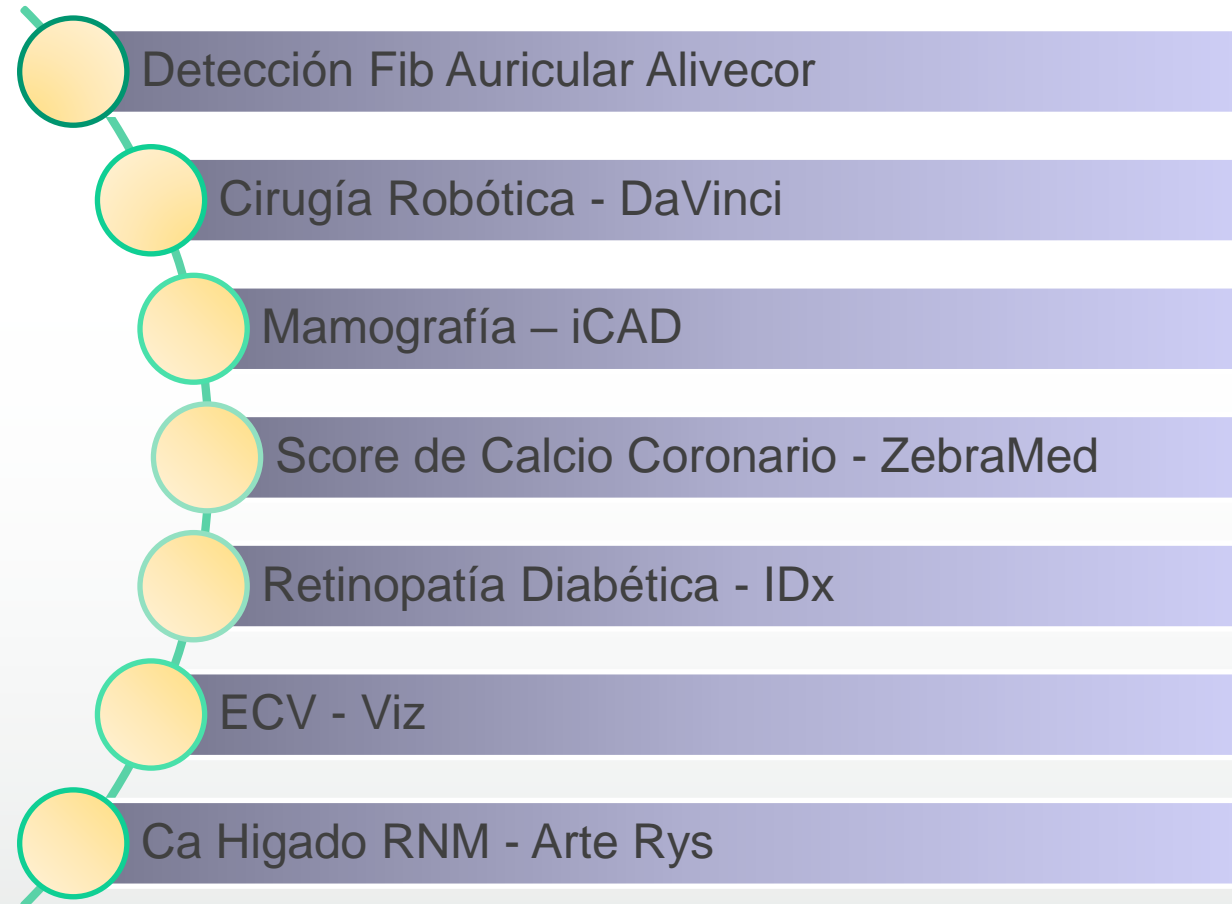 Detección Fib Auricular Alivecor
Cirugía Robótica - DaVinci
Mamografía – iCAD
Score de Calcio Coronario - ZebraMed
Retinopatía Diabética - IDx
ECV - Viz
Ca Higado RNM - Arte Rys